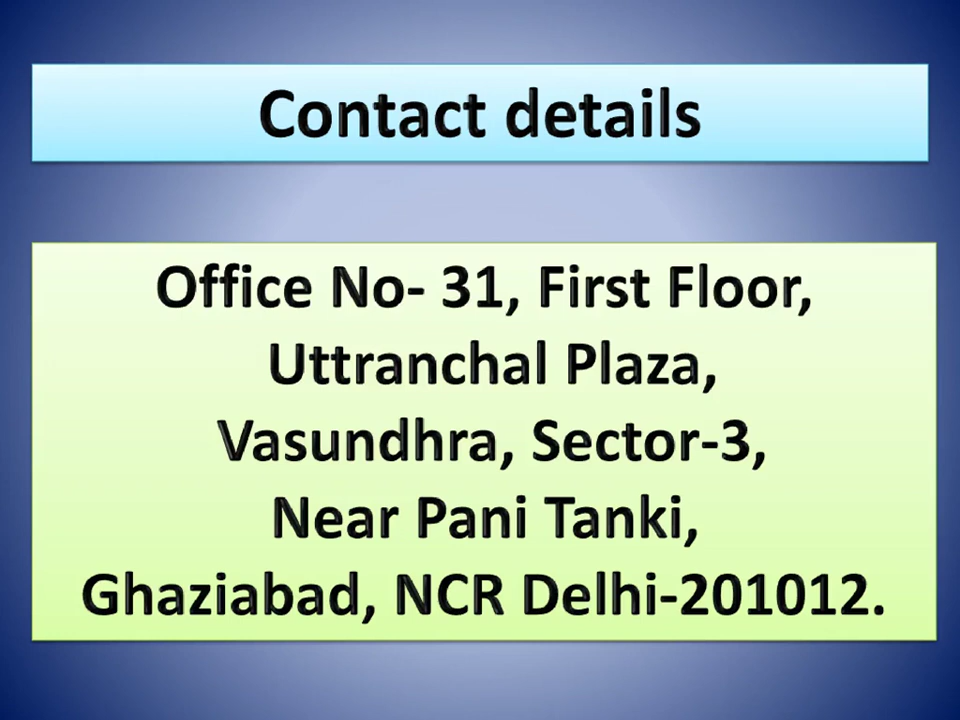 Contact details
Office No- 31, First Floor,
Uttranchal Plaza,
Vasundhra, Sector-3,
Near Pani Tanki,
Ghaziabad, NCR Delhi-201012.